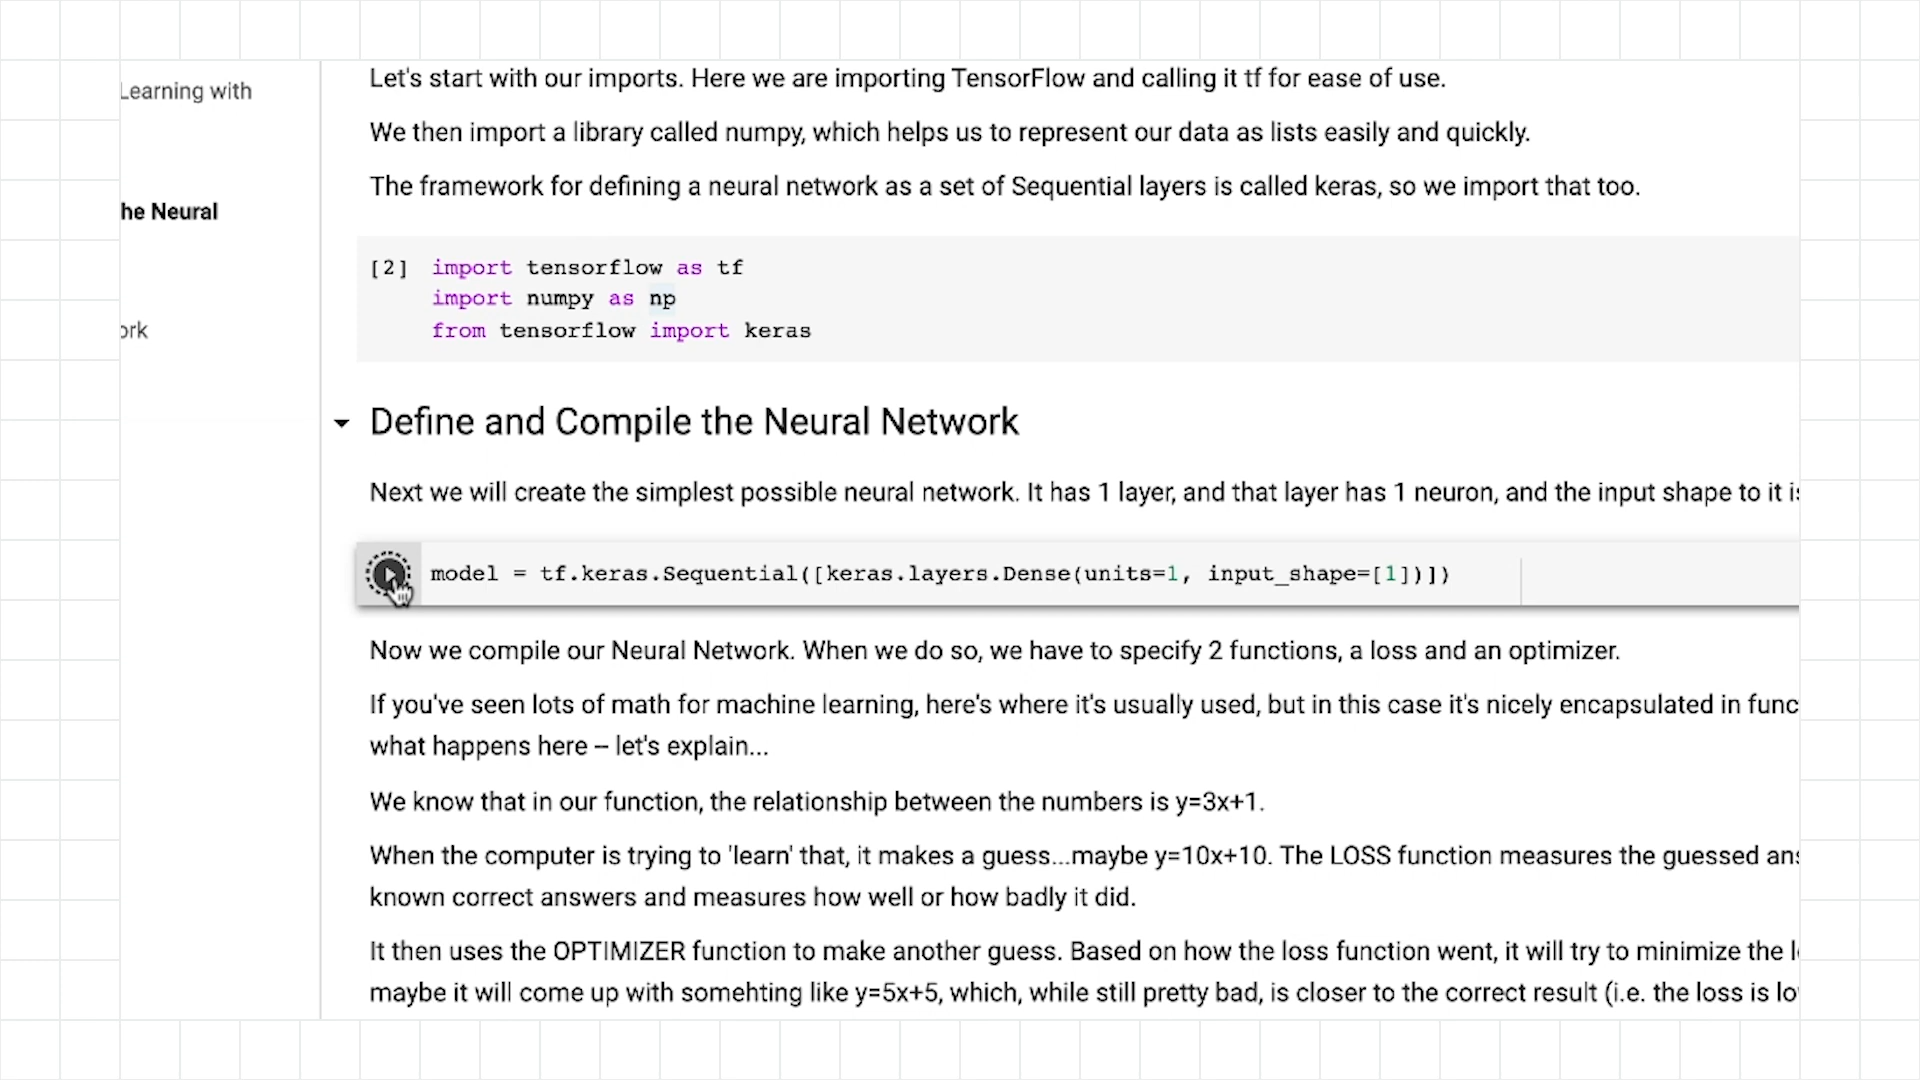 Learning with
he Neural
ork
Let's start with our imports. Here we are importing TensorFlow and calling it tf for ease of use.
We then import a library called numpy, which helps us to represent our data as lists easily and quickly.
The framework for defining a neural network as a set of Sequential layers is called keras, so we import that too.
[2] import tensorflow as tf
import numpy as np
from tensorflow import keras
Define and Compile the Neural Network
Next we will create the simplest possible neural network. It has 1 layer, and that layer has 1 neuron, and the input shape to it is
model = tf.keras.Sequential([keras.layers.Dense(units=1, input_shape=[1])])
Now we compile our Neural Network. When we do so, we have to specify 2 functions, a loss and an optimizer.
If you've seen lots of math for machine learning, here's where it's usually used, but in this case it's nicely encapsulated in func
what happens here – let's explain...
We know that in our function, the relationship between the numbers is y=3x+1.
When the computer is trying to 'learn' that, it makes a guess...maybe y=10x+10. The LOSS function measures the guessed ans
known correct answers and measures how well or how badly it did.
It then uses the OPTIMIZER function to make another guess. Based on how the loss function went, it will try to minimize the l
maybe it will come up with somehting like y=5x+5, which, while still pretty bad, is closer to the correct result (i.e. the loss is lo